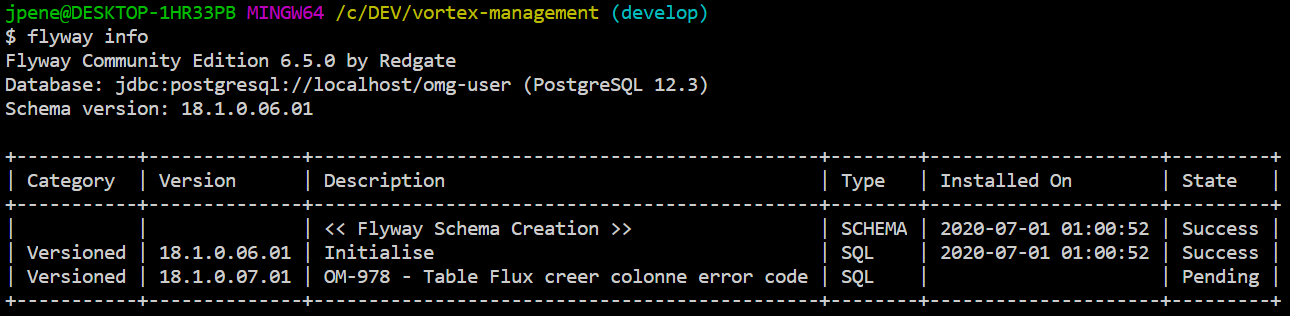 jpene@DESKTOP-1HR33PB MINGW64 /c/DEV/vortex-management (develop)
$ flyway info
Flyway Community Edition 6.5.0 by Redgate
Database: jdbc:postgresql://localhost/omg-user (PostgreSQL 12.3)
Schema version: 18.1.0.06.01

+-----------+--------------+-----------------------------------------------+--------+---------------------+---------+
| Category  | Version      | Description                                   | Type   | Installed On        | State   |
+-----------+--------------+-----------------------------------------------+--------+---------------------+---------+
|           |              | << Flyway Schema Creation >>                  | SCHEMA | 2020-07-01 01:00:52 | Success |
| Versioned | 18.1.0.06.01 | Initialise                                    | SQL    | 2020-07-01 01:00:52 | Success |
| Versioned | 18.1.0.07.01 | OM-978 - Table Flux creer colonne error code | SQL    |                     | Pending |
+-----------+--------------+-----------------------------------------------+--------+---------------------+---------+